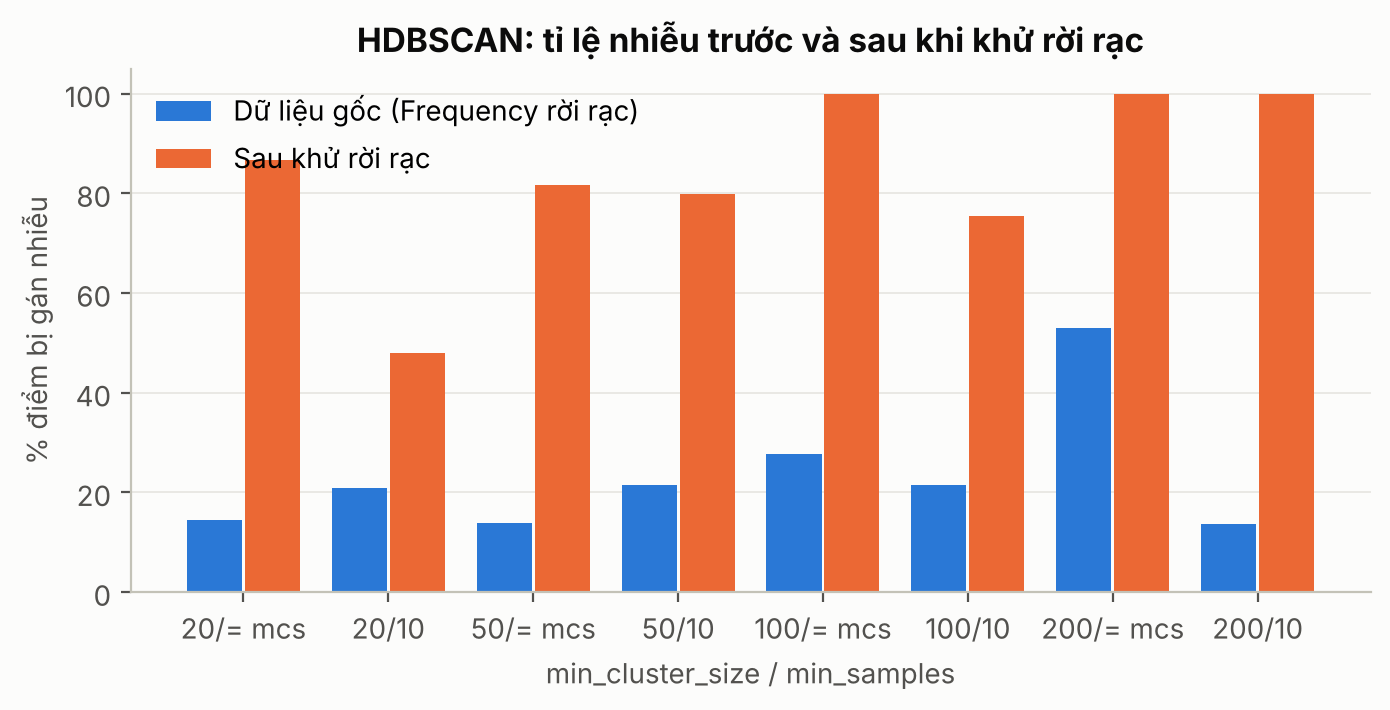 HDBSCAN: tỉ lệ nhiễu trước và sau khi khử rời rạc
Dữ liệu gốc (Frequency rời rạc)
Sau khử rời rạc
% điểm bị gán nhiễu
100
80
60
40
20
0
20/= mcs 20/10 50/= mcs 50/10 100/= mcs 100/10 200/= mcs 200/10
min_cluster_size / min_samples